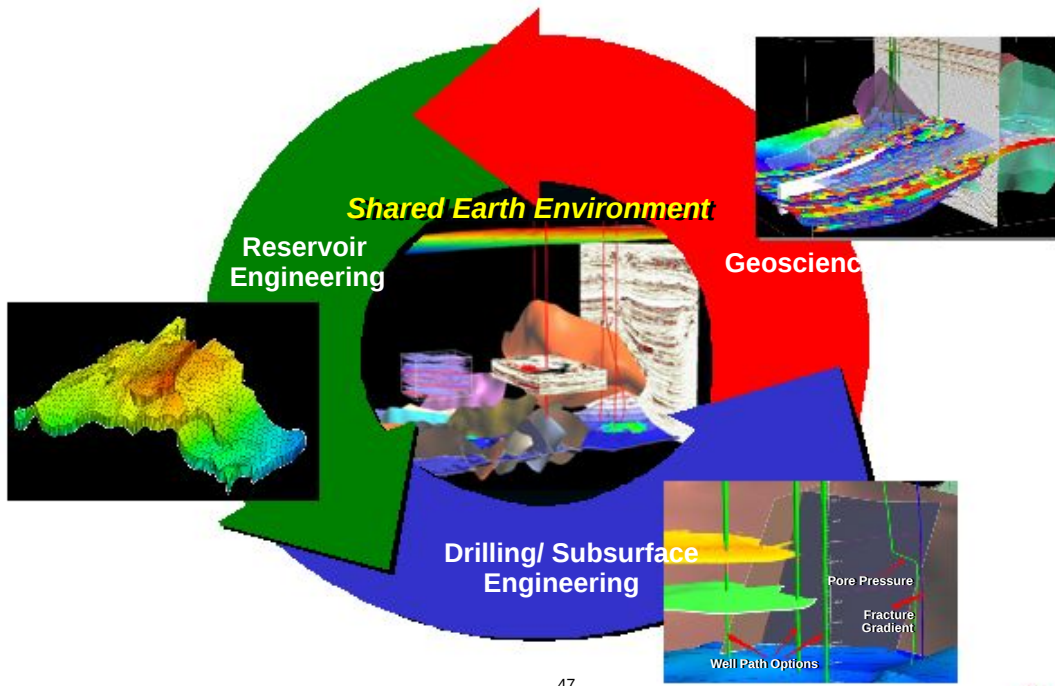 Shared Earth Environment
Reservoir
Engineering
Geoscienc
Drilling/ Subsurface
Engineering
Pore Pressure
Fracture
Gradient
Well Path Options
47